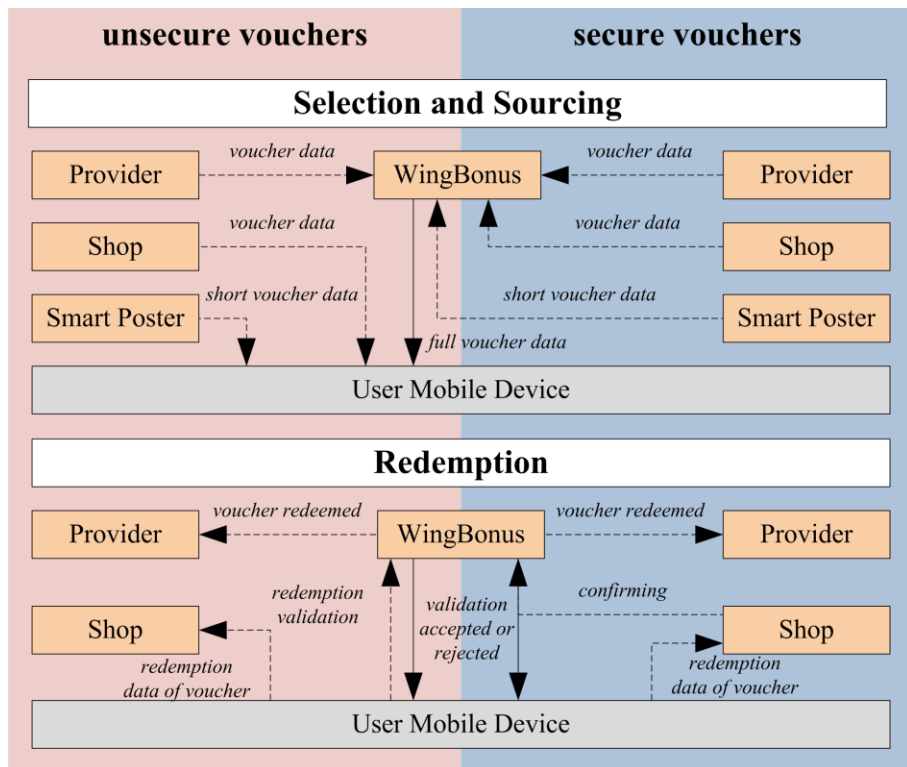 unsecure vouchers
secure vouchers
Selection and Sourcing
Provider
voucher data
WingBonus
voucher data
Provider
Shop
voucher data
voucher data
Shop
Smart Poster
short voucher data
short voucher data
Smart Poster
full voucher data
User Mobile Device
Redemption
Provider
voucher redeemed
WingBonus
voucher redeemed
Provider
Shop
redemption
validation
validation
accepted or
rejected
confirming
Shop
redemption
data of voucher
redemption
data of voucher
User Mobile Device